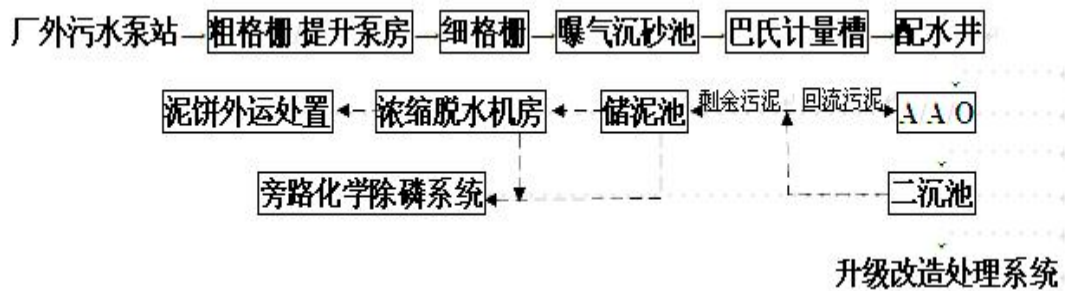 厂外污水泵站 粗格栅 提升泵房 细格栅 曝气沉砂池 巴氏计量槽 配水井
泥饼外运处置 浓缩脱水机房 储泥池 剩余污泥 回流污泥 A/A/O
旁路化学除磷系统 二沉池
升级改造处理系统